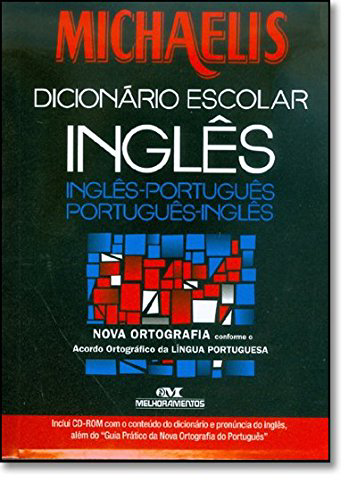 MICHAELIS
DICIONÁRIO ESCOLAR
INGLÊS
INGLÊS-PORTUGUÊS
PORTUGUÊS-INGLÊS
NOVA ORTOGRAFIA conforme o
Acordo Ortográfico da LÍNGUA PORTUGUESA
M
MELHORAMENTOS
Inclui CD-ROM com o conteúdo do dicionário e pronúncia do inglês,
além do "Guia Prático da Nova Ortografia do Português"